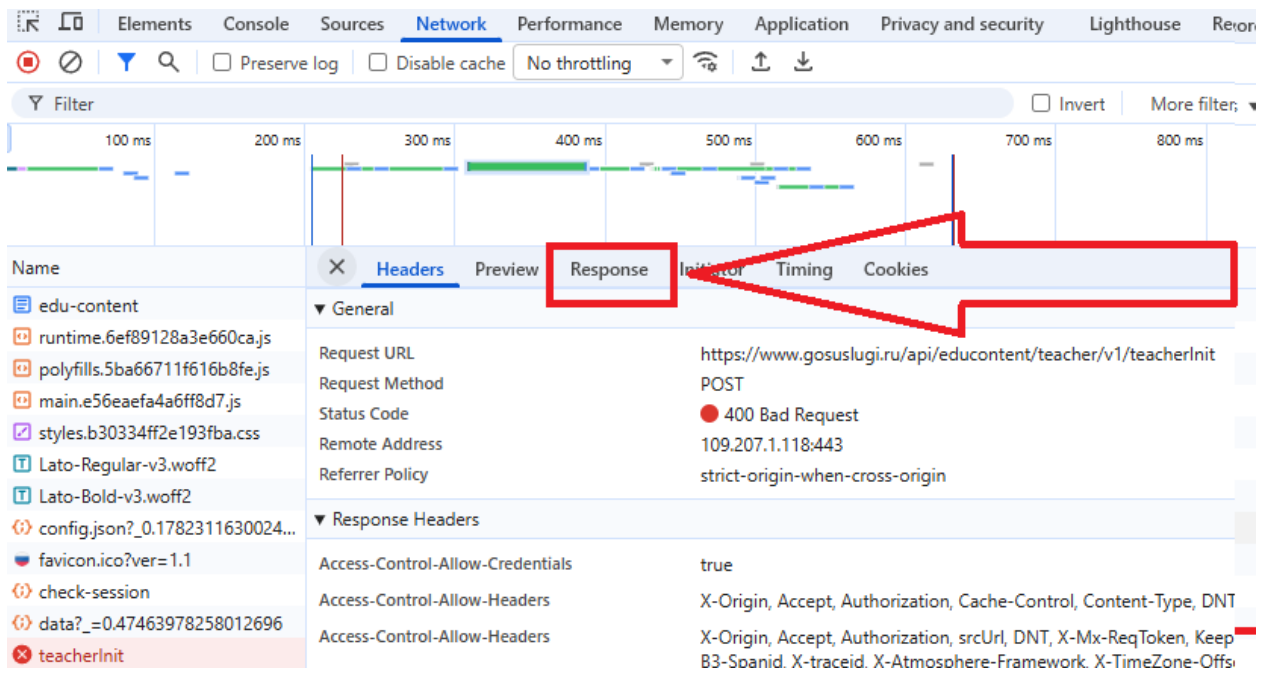 Elements Console Sources Network Performance Memory Application Privacy and security Lighthouse
Preserve log Disable cache No throttling
Filter Invert More filter
100 ms 200 ms 300 ms 400 ms 500 ms 600 ms 700 ms 800 ms
Name
Headers Preview Response Initiator Timing Cookies
edu-content
runtime.6ef89128a3e660ca.js
polyfills.5ba66711f616b8fe.js
main.e56eaefa4a6ff8d7.js
styles.b30334ff2e193fba.css
Lato-Regular-v3.woff2
Lato-Bold-v3.woff2
config.json?_0.1782311630024...
favicon.ico?ver=1.1
check-session
data?_=0.47463978258012696
teacherInit
General
Request URL https://www.gosuslugi.ru/api/educontent/teacher/v1/teacherInit
Request Method POST
Status Code 400 Bad Request
Remote Address 109.207.1.118:443
Referrer Policy strict-origin-when-cross-origin
Response Headers
Access-Control-Allow-Credentials true
Access-Control-Allow-Headers X-Origin, Accept, Authorization, Cache-Control, Content-Type, DNT
Access-Control-Allow-Headers X-Origin, Accept, Authorization, srcUrl, DNT, X-Mx-ReqToken, Keep
B3-Spanid, X-traceid, X-Atmosphere-Framework, X-TimeZone-Offs